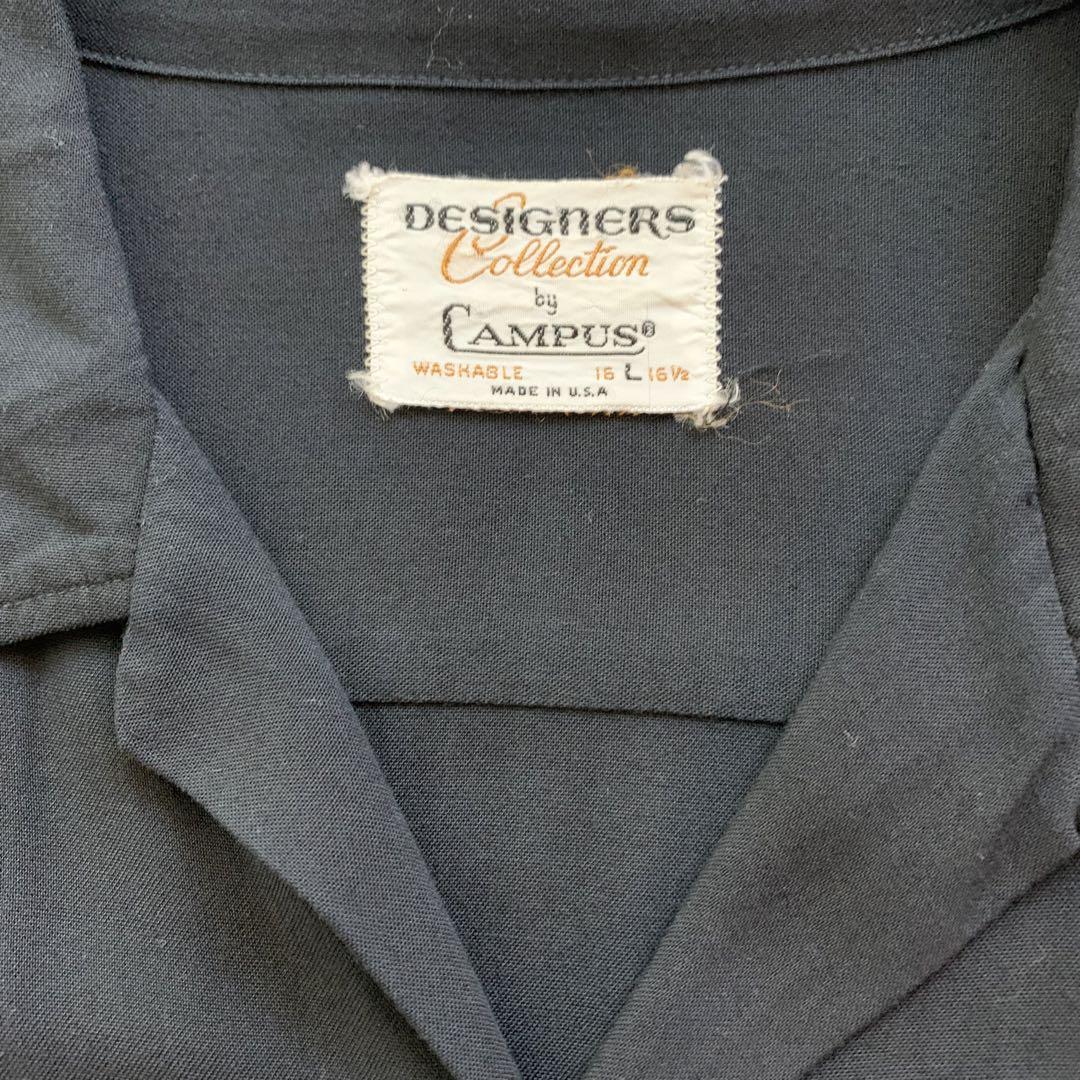 DESIGNERS
Collection
by
CAMPUS®
WASHABLE 16 L 16½
MADE IN U.S.A